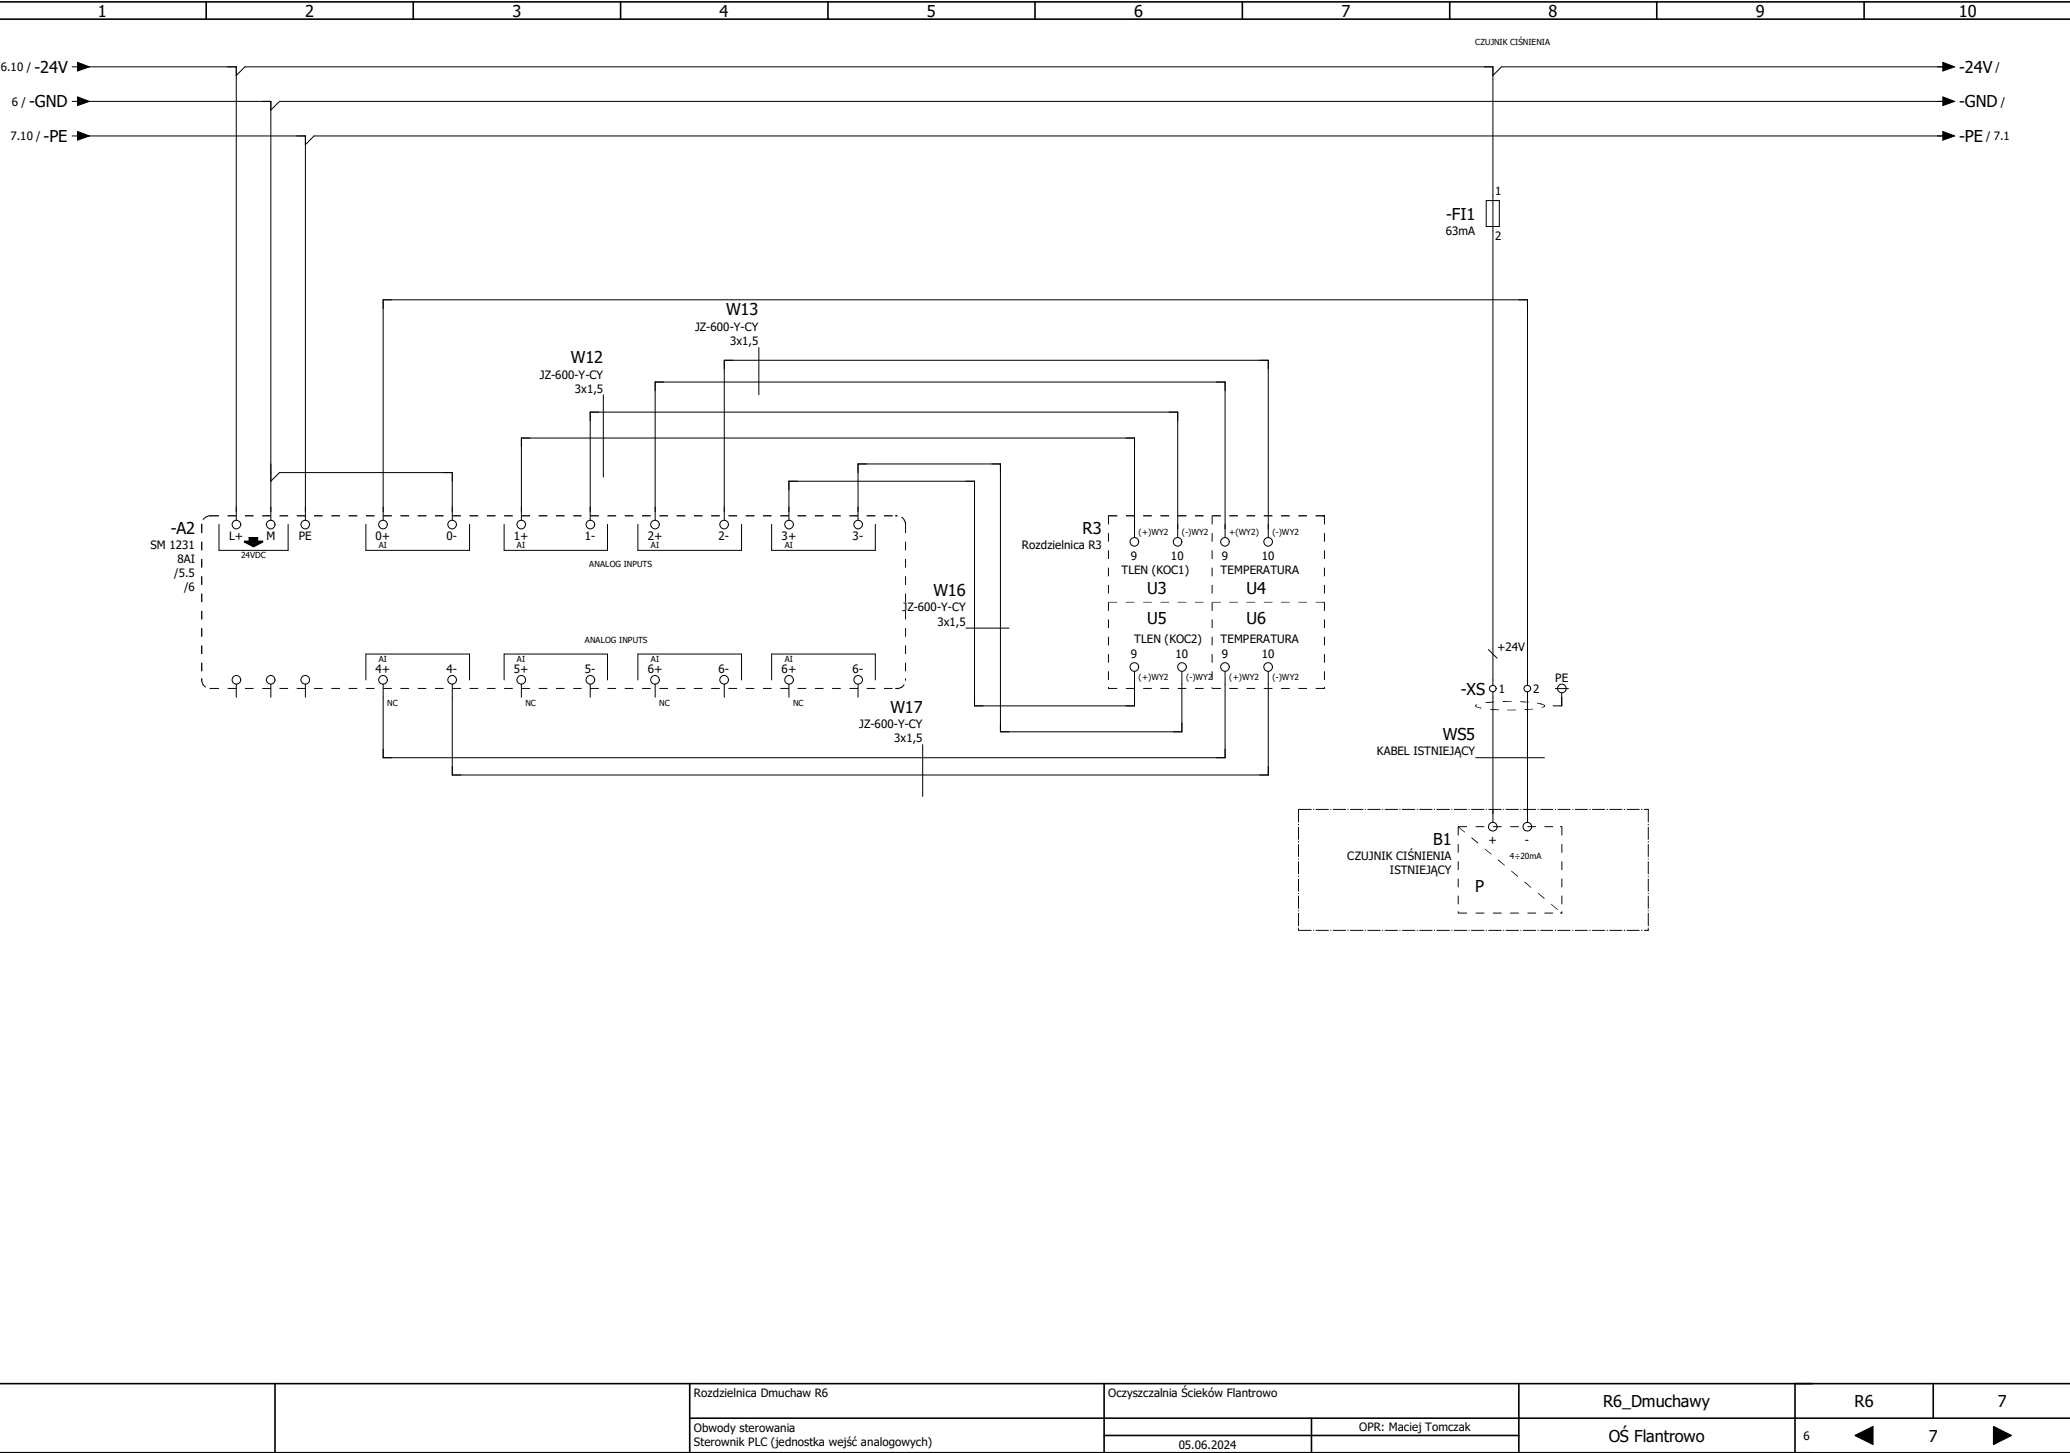 1 2 3 4 5 6 7 8 9 10
CZUJNIK CIŚNIENIA
6.10 / -24V
-24V /
6 / -GND
-GND /
7.10 / -PE
-PE / 7.1
1
-FI1
63mA
2
W13
JZ-600-Y-CY
3x1,5
W12
JZ-600-Y-CY
3x1,5
-A2
SM 1231
8AI
/5.5
/6
L+ M PE
24VDC
0+ 0-
AI
1+ 1-
AI
2+ 2-
AI
3+ 3-
AI
ANALOG INPUTS
R3
Rozdzielnica R3
(+)WY2 (-)WY2 +(WY2) (-)WY2
9 10 9 10
TLEN (KOC1) TEMPERATURA
U3 U4
W16
JZ-600-Y-CY
3x1,5
U5 U6
TLEN (KOC2) TEMPERATURA
9 10 9 10
(+)WY2 (-)WY2 (+)WY2 (-)WY2
ANALOG INPUTS
AI
4+ 4-
AI
5+ 5-
AI
6+ 6-
AI
6+ 6-
NC NC NC NC
W17
JZ-600-Y-CY
3x1,5
+24V
-XS 1 2 PE
WS5
KABEL ISTNIEJĄCY
B1
CZUJNIK CIŚNIENIA
ISTNIEJĄCY
+ -
4÷20mA
P
Rozdzielnica Dmuchaw R6
Obwody sterowania
Sterownik PLC (jednostka wejść analogowych)
Oczyszczalnia Ścieków Flantrowo
OPR: Maciej Tomczak
05.06.2024
R6_Dmuchawy
R6
7
OŚ Flantrowo
6 7